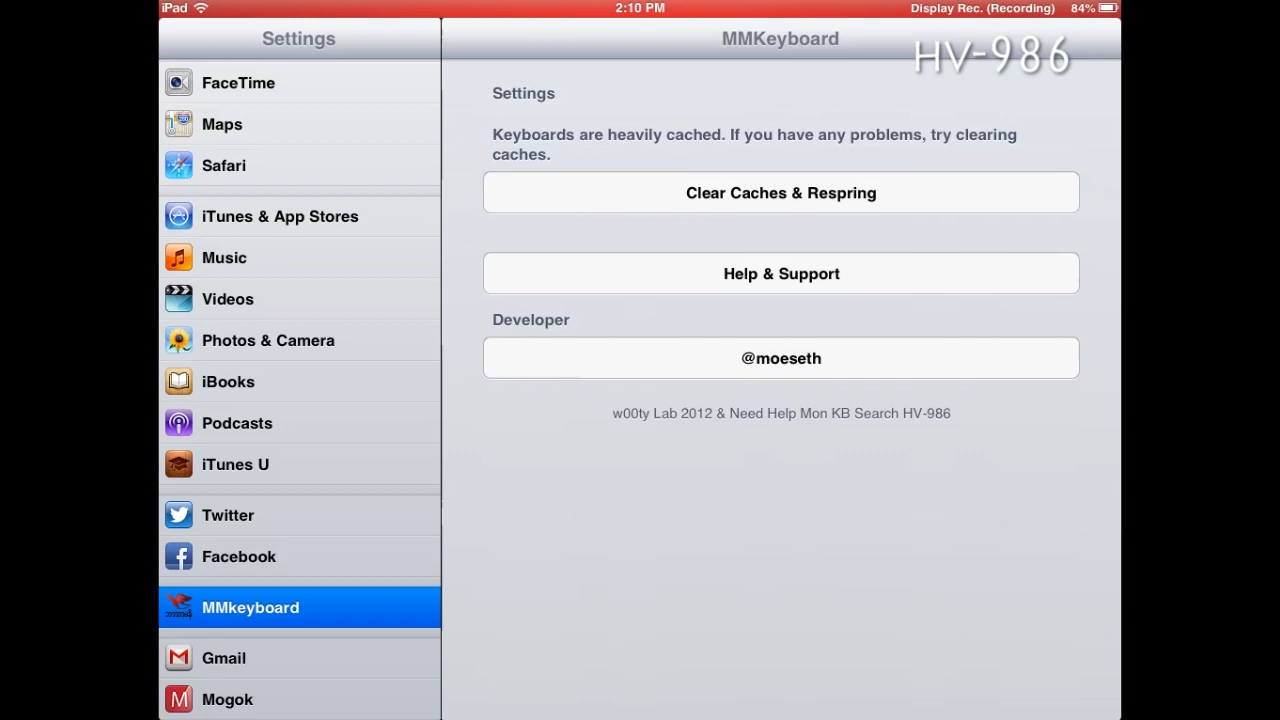 iPad
2:10 PM
Display Rec. (Recording)
84%
Settings
FaceTime
Maps
Safari
iTunes & App Stores
Music
Videos
Photos & Camera
iBooks
Podcasts
iTunes U
Twitter
Facebook
MMkeyboard
Gmail
Mogok
MMKeyboard
HV-986
Settings
Keyboards are heavily cached. If you have any problems, try clearing
caches.
Clear Caches & Respring
Help & Support
Developer
@moeseth
w00ty Lab 2012 & Need Help Mon KB Search HV-986